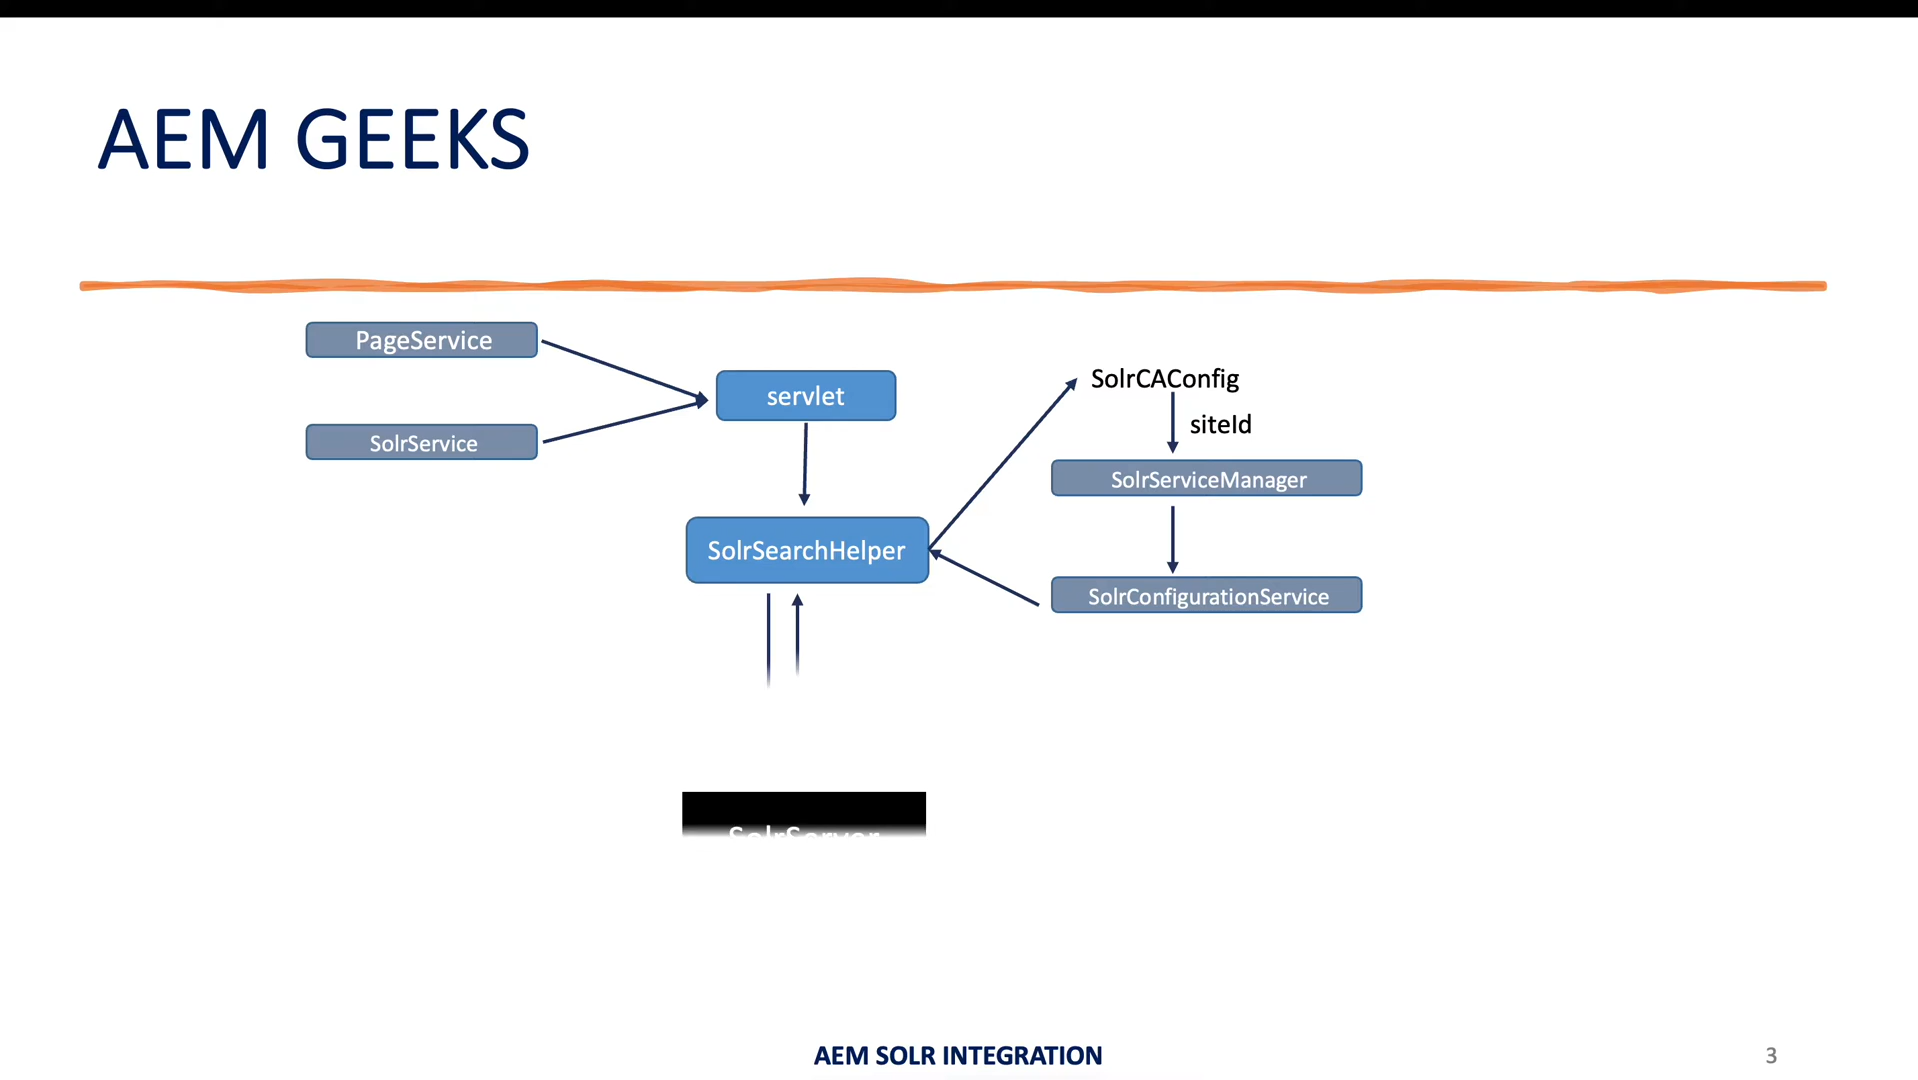 AEM GEEKS
PageService
servlet
SolrCAConfig
siteId
SolrService
SolrServiceManager
SolrSearchHelper
SolrConfigurationService
SolrServer
AEM SOLR INTEGRATION
3